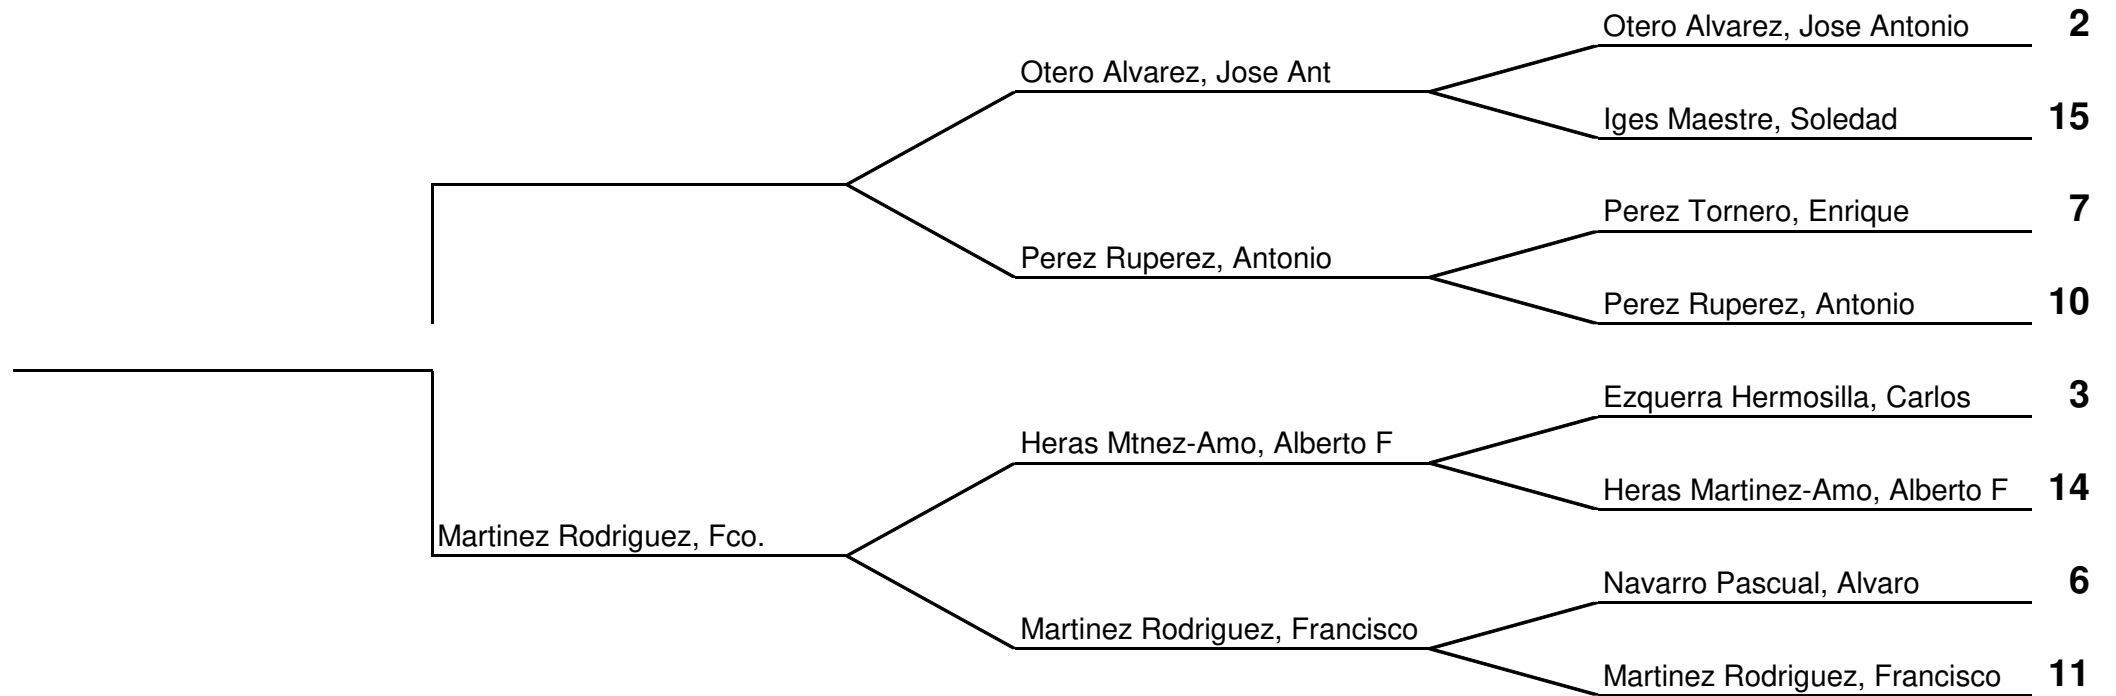 Otero Alvarez, Jose Antonio 2
Otero Alvarez, Jose Ant
Iges Maestre, Soledad 15
Perez Tornero, Enrique 7
Perez Ruperez, Antonio
Perez Ruperez, Antonio 10
Ezquerra Hermosilla, Carlos 3
Heras Mtnez-Amo, Alberto F
Heras Martinez-Amo, Alberto F 14
Martinez Rodriguez, Fco.
Navarro Pascual, Alvaro 6
Martinez Rodriguez, Francisco
Martinez Rodriguez, Francisco 11